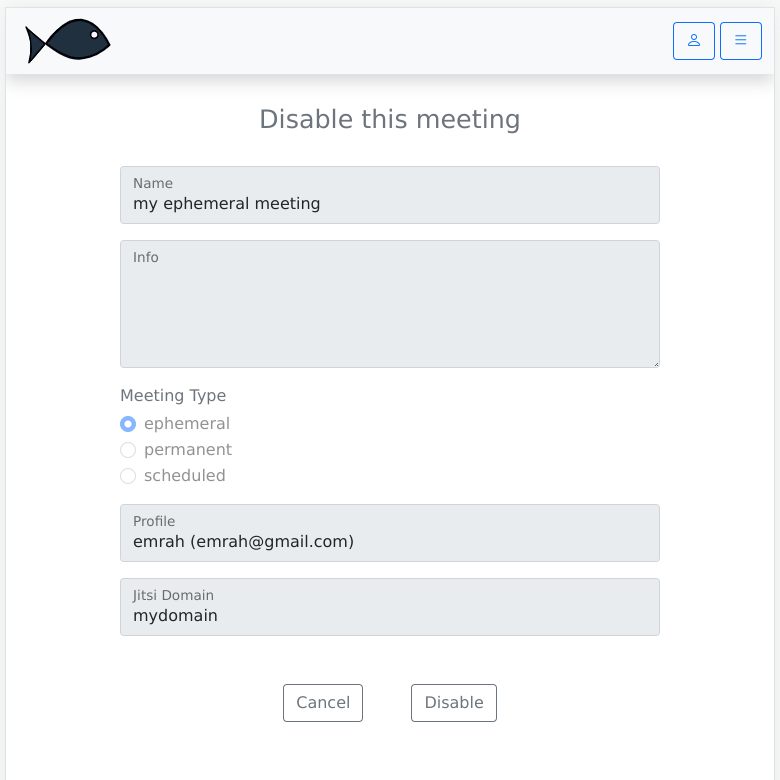 Disable this meeting
Name
my ephemeral meeting
Info
Meeting Type
ephemeral
permanent
scheduled
Profile
emrah (emrah@gmail.com)
Jitsi Domain
mydomain
Cancel
Disable